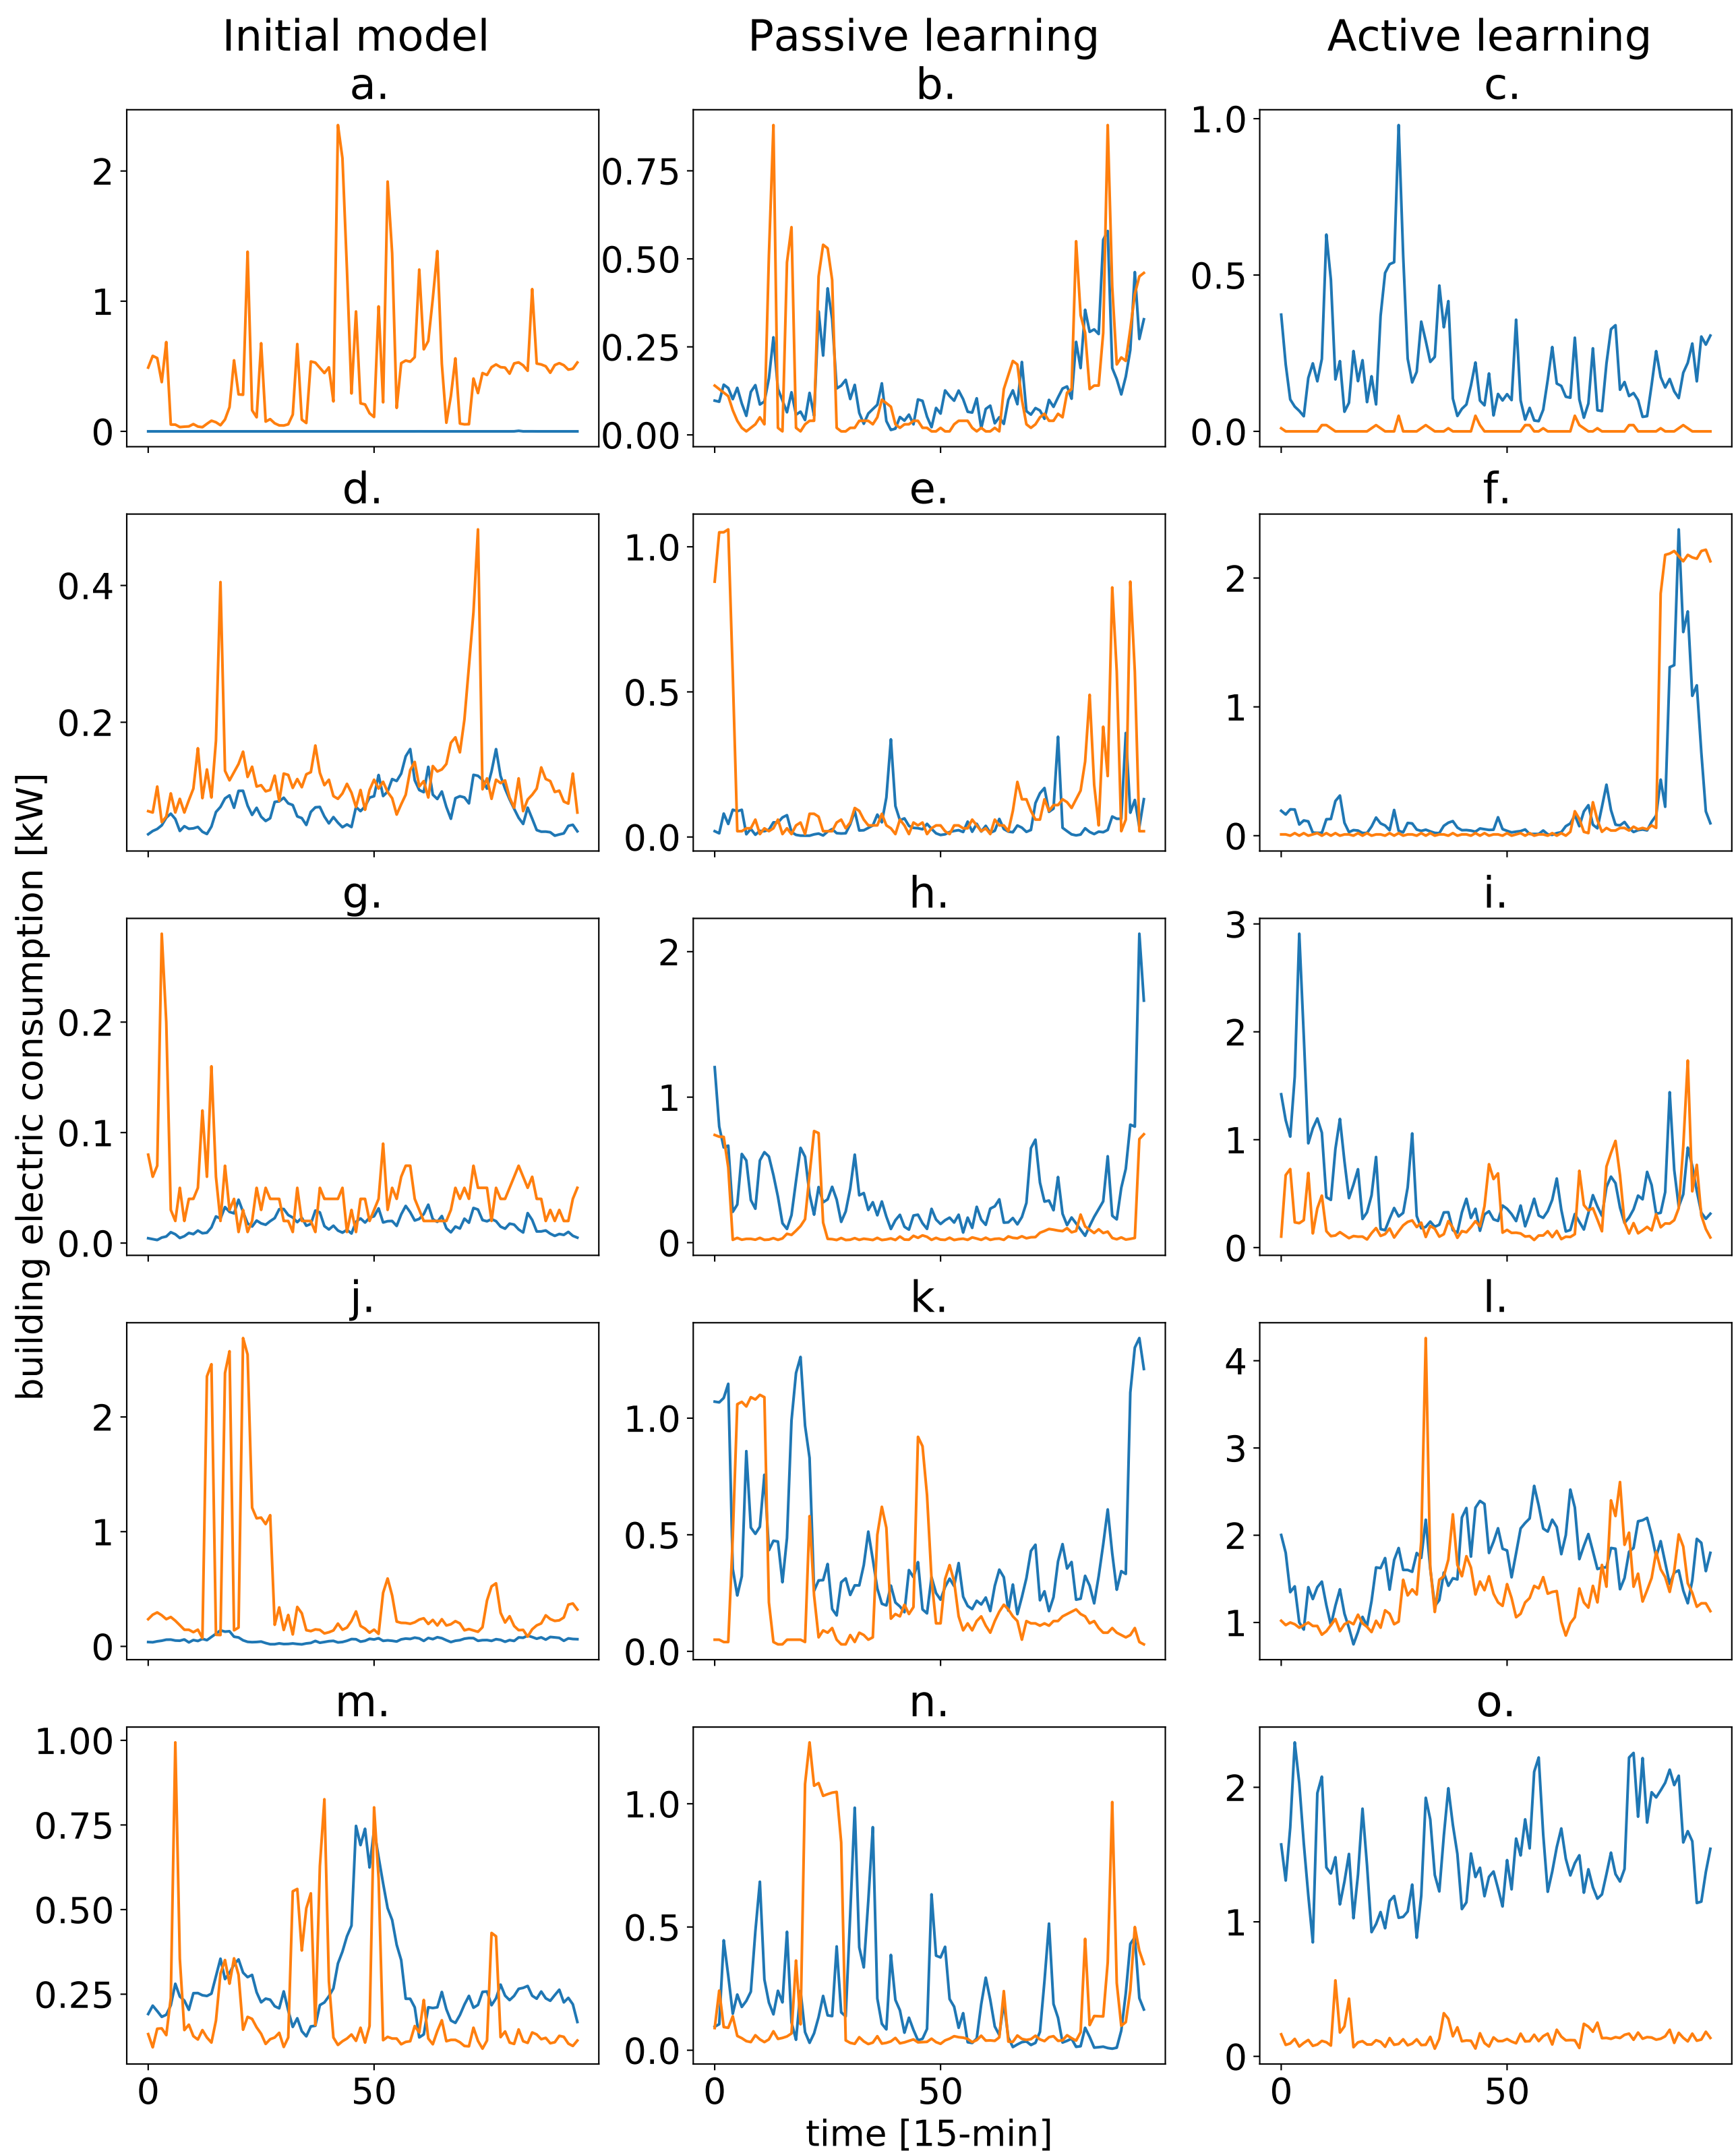 Initial model Passive learning Active learning
a. b. c.
2 0.75 1.0
1 0.50 0.5
0 0.25 0.0
0.00
d. e. f.
0.4 1.0 2
0.2 0.5 1
0.0 0
g. h. i.
0.2 2 3
0.1 1 2
0.0 0 1
0
building electric consumption [kW]
j. k. l.
2 1.0 4
1 0.5 3
0 0.0 2
1
m. n. o.
1.00 1.0 2
0.75 0.5 1
0.50 0.0 0
0.25
0 50 0 50 0 50
time [15-min]